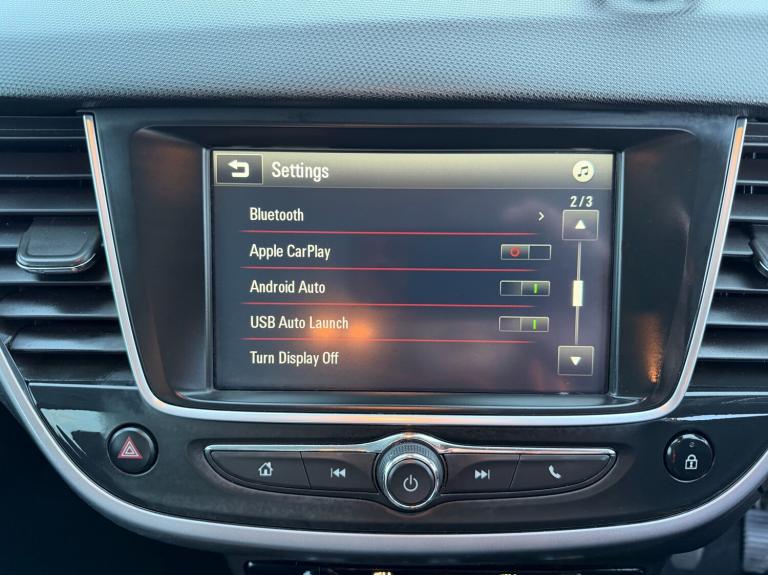 Settings
2/3
Bluetooth
Apple CarPlay
Android Auto
USB Auto Launch
Turn Display Off